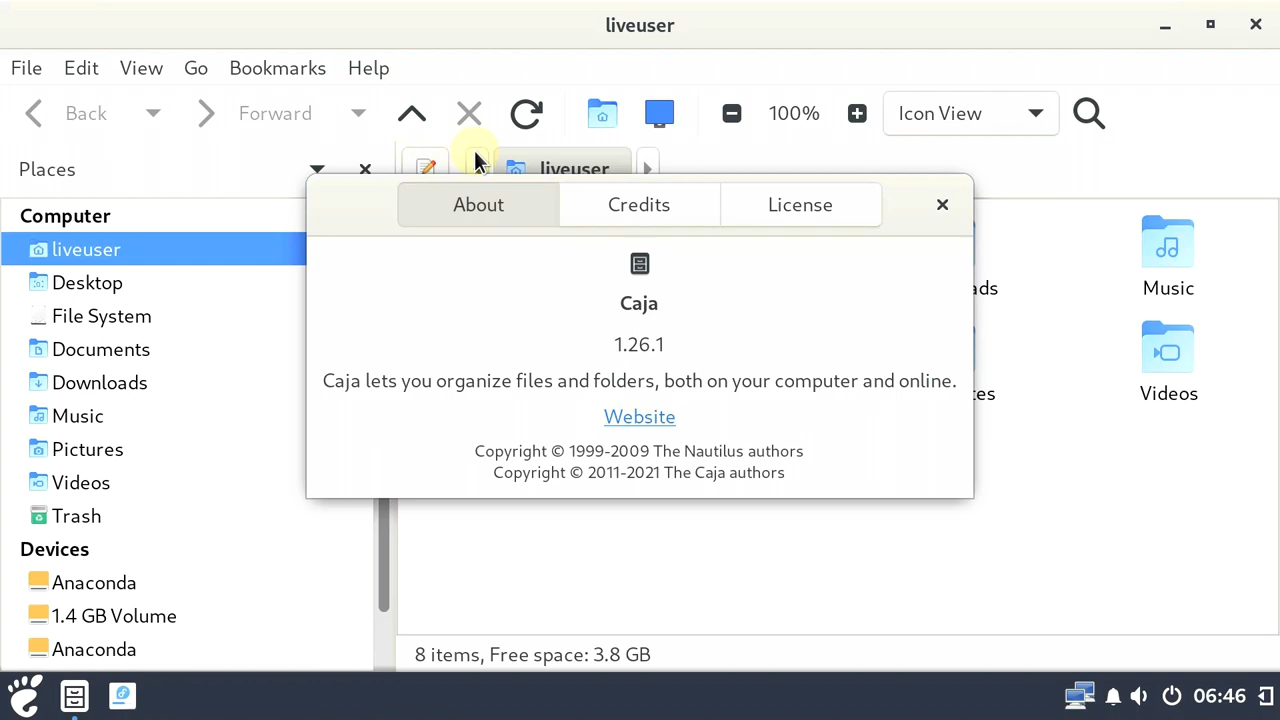 liveuser
File Edit View Go Bookmarks Help
Back Forward 100% Icon View
Places
liveuser
About Credits License
Computer
liveuser
Desktop
File System
Documents
Downloads
Music
Pictures
Videos
Trash
Devices
Anaconda
1.4 GB Volume
Anaconda
Caja
1.26.1
Caja lets you organize files and folders, both on your computer and online.
Website
Copyright © 1999-2009 The Nautilus authors
Copyright © 2011-2021 The Caja authors
ads
Music
es
Videos
8 items, Free space: 3.8 GB
06:46